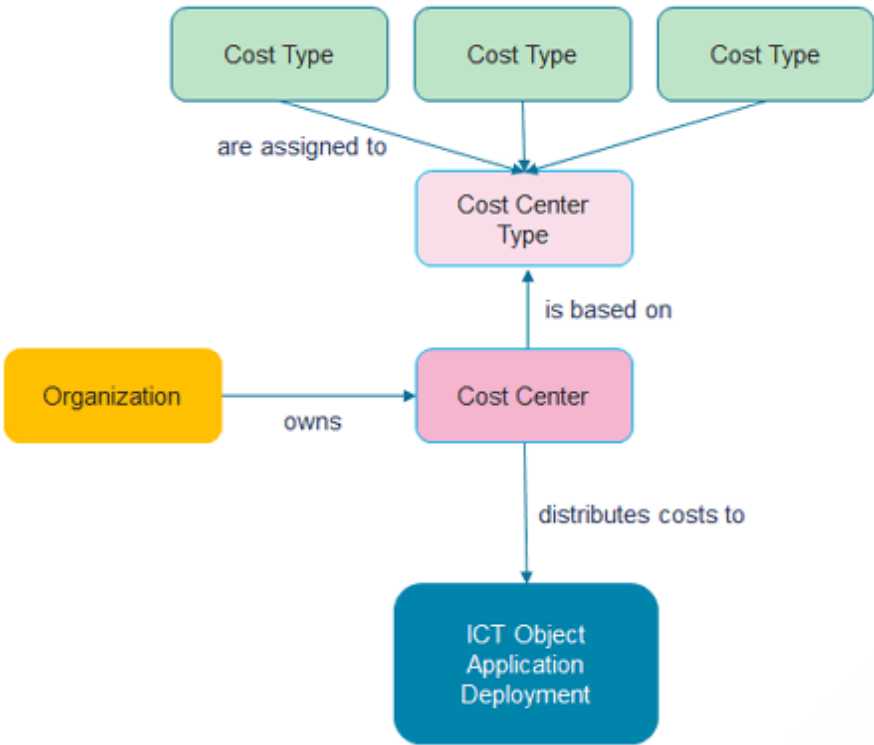 Cost Type
Cost Type
Cost Type
are assigned to
Cost Center
Type
is based on
Organization
owns
Cost Center
distributes costs to
ICT Object
Application
Deployment